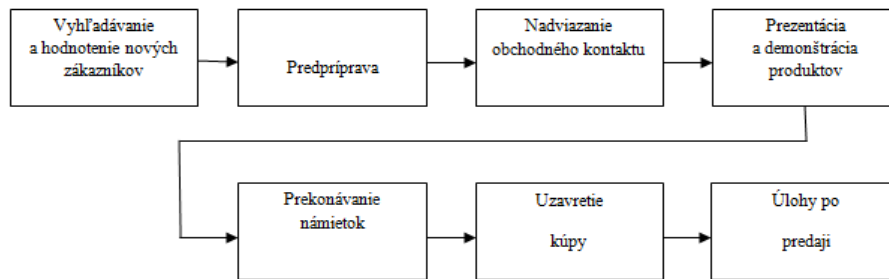 Vyhľadávanie
a hodnotenie nových
zákazníkov
Predpríprava
Nadviazanie
obchodného kontaktu
Prezentácia
a demonštrácia
produktov
Prekonávanie
námietok
Uzavretie
kúpy
Úlohy po
predaji